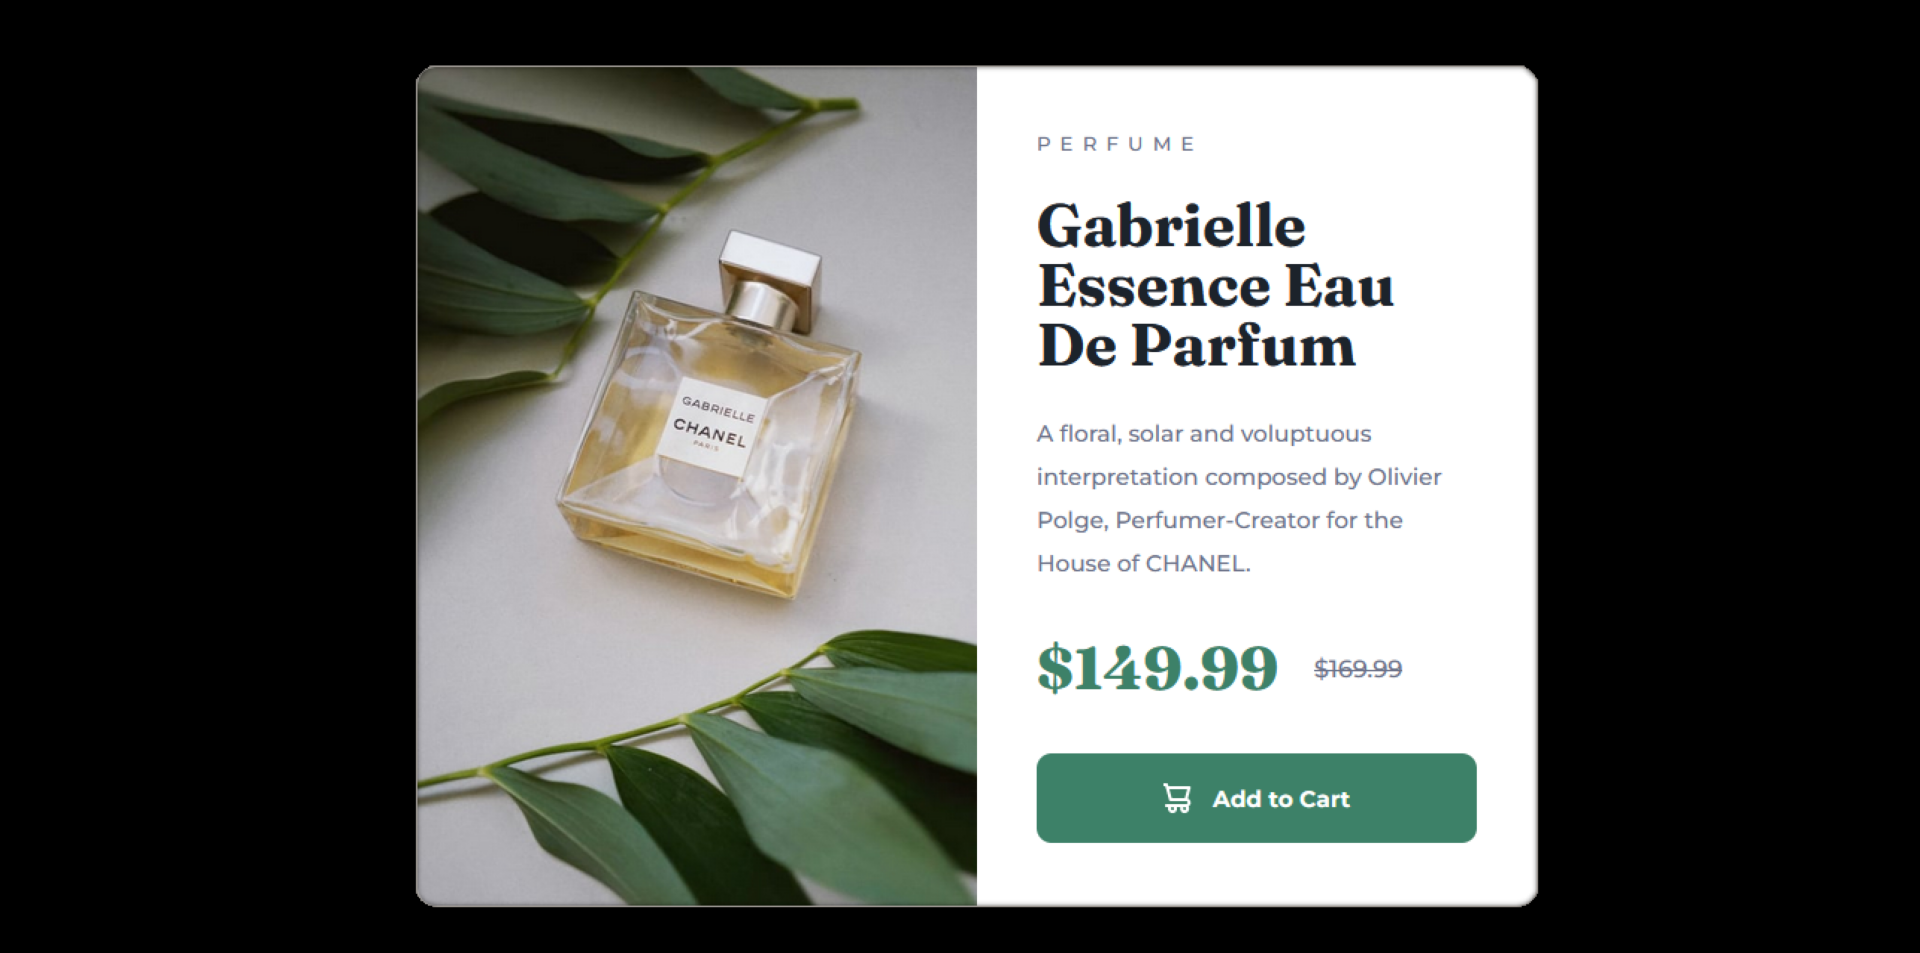 GABRIELLE
CHANEL
PARIS
PERFUME
Gabrielle
Essence Eau
De Parfum
A floral, solar and voluptuous
interpretation composed by Olivier
Polge, Perfumer-Creator for the
House of CHANEL.
$149.99 $169.99
Add to Cart